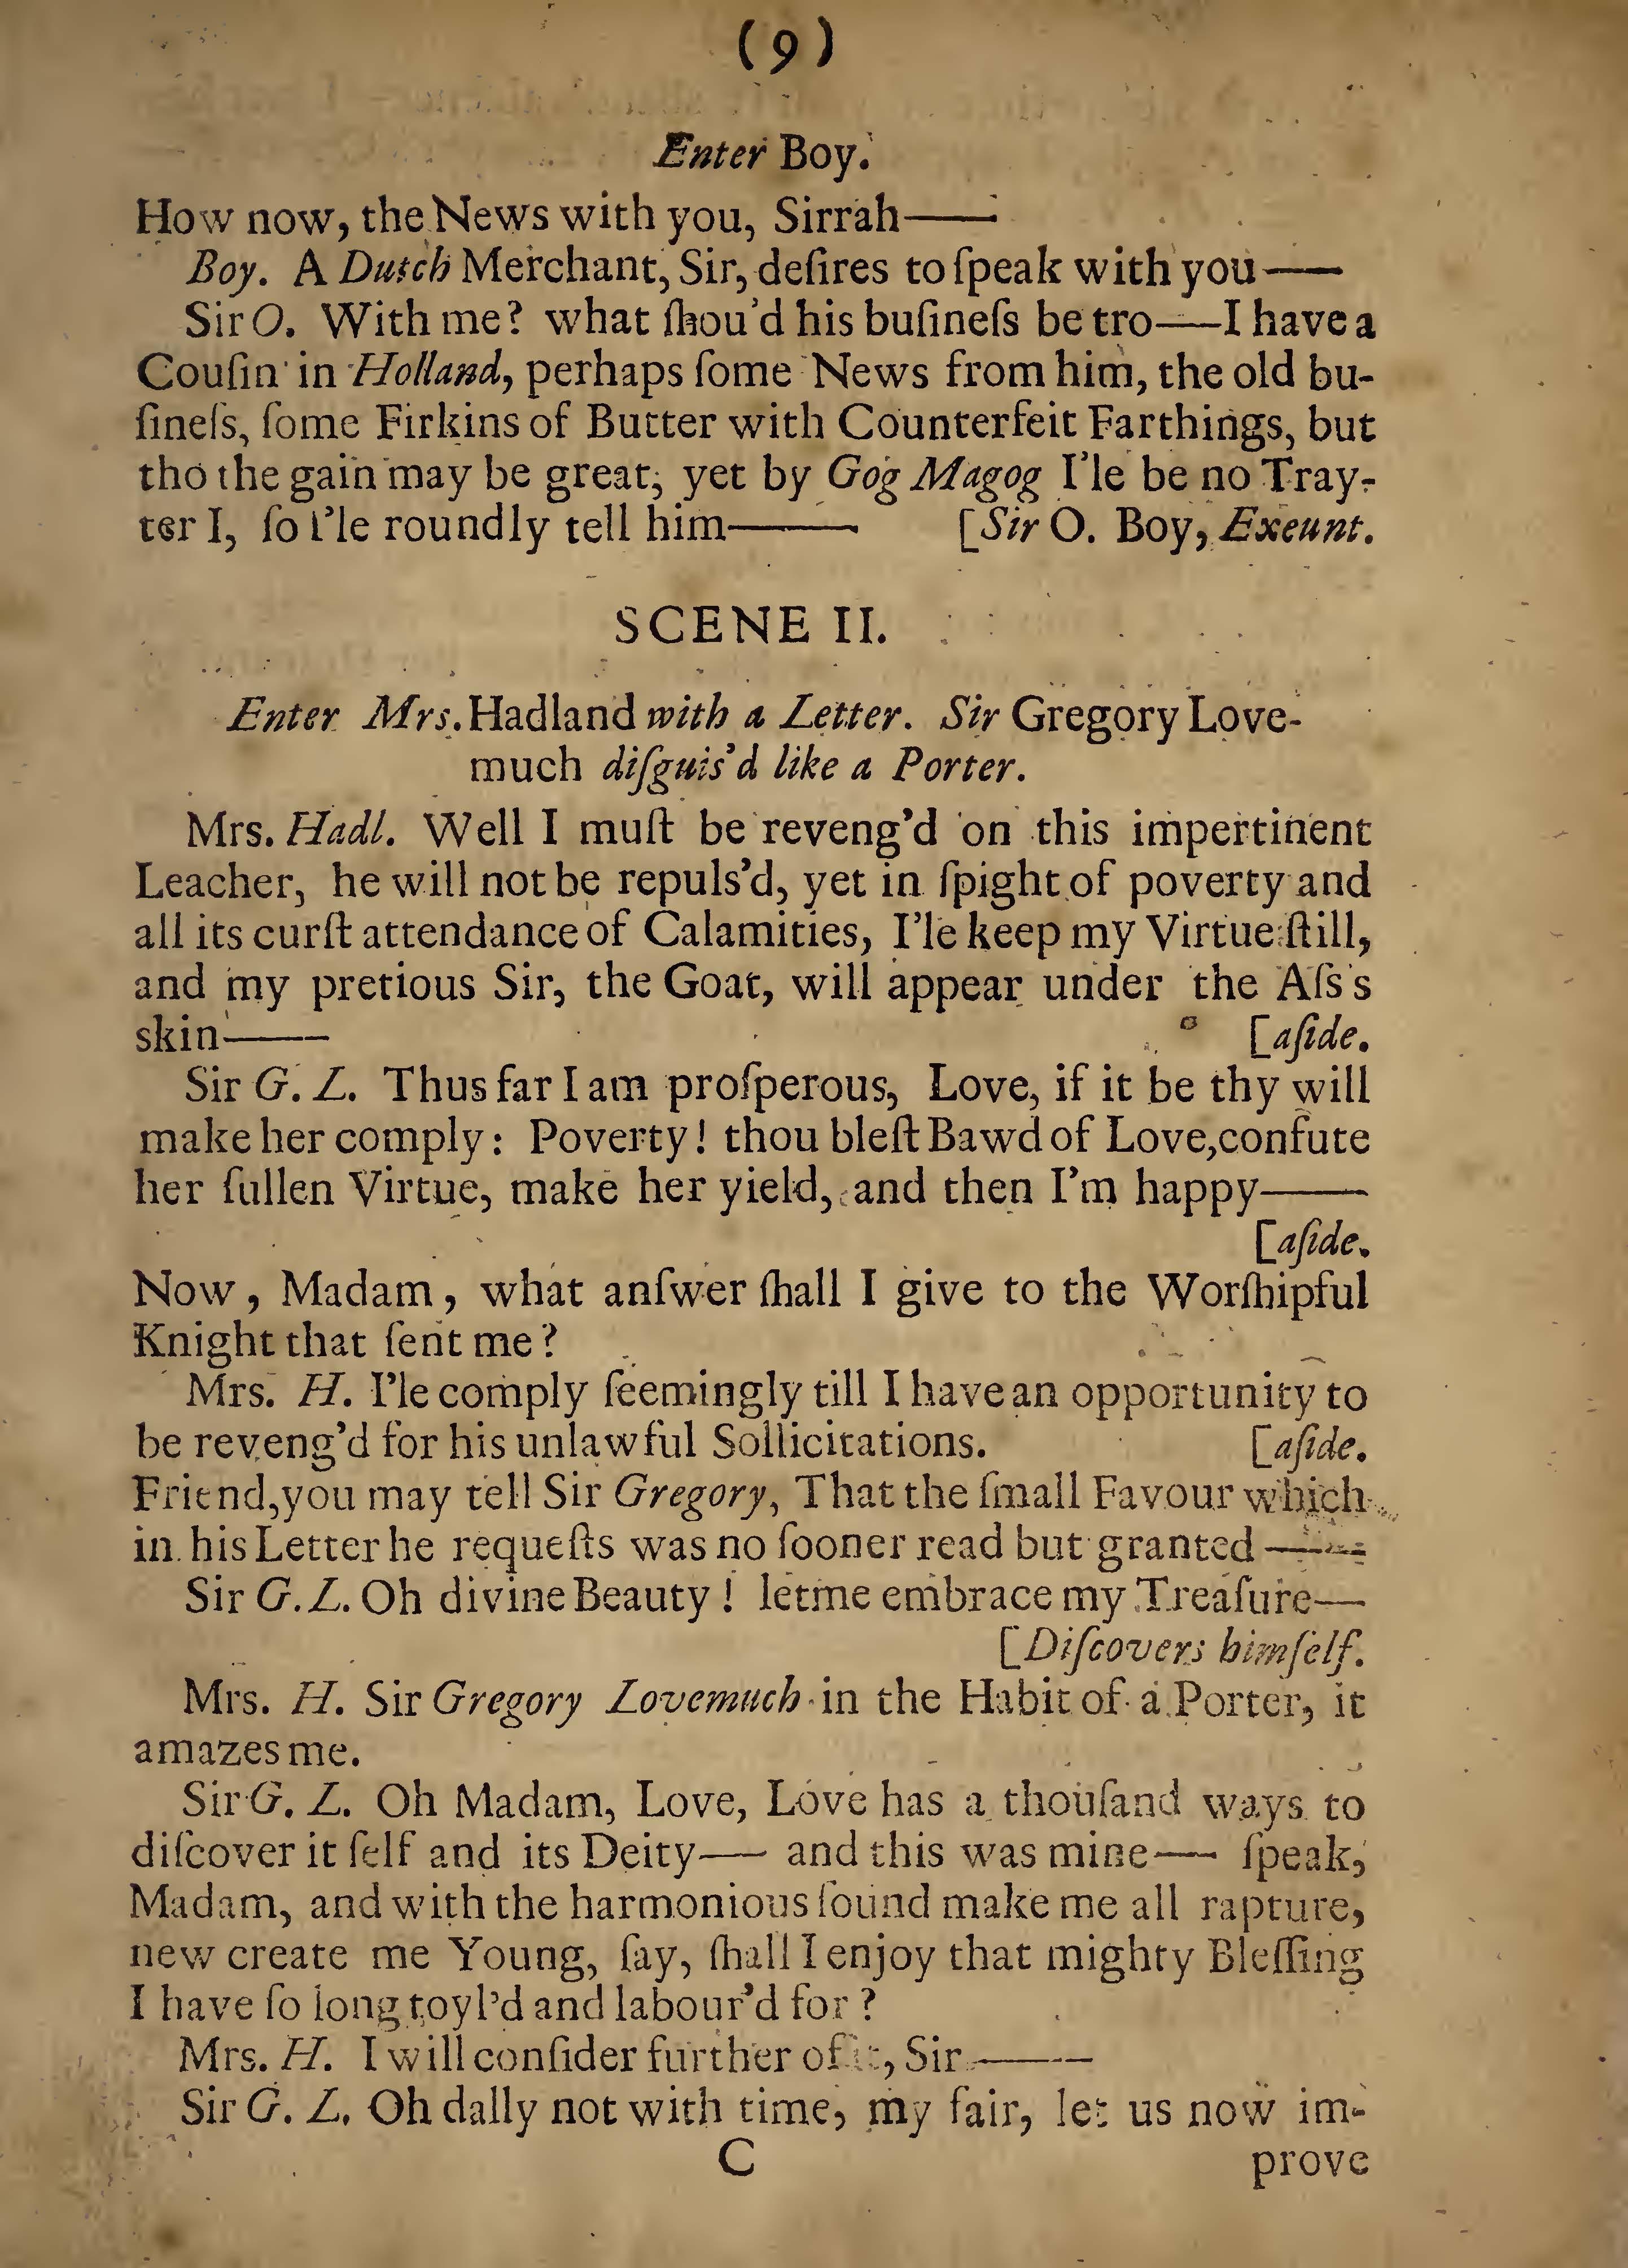 (9)
Enter Boy.
How now, the News with you, Sirrah——
Boy. A Dutch Merchant, Sir, deſires to ſpeak with you——
Sir O. With me? what ſhou'd his buſineſs be tro——I have a
Couſin in Holland, perhaps ſome News from him, the old bu-
ſineſs, ſome Firkins of Butter with Counterfeit Farthings, but
tho the gain may be great; yet by Gog Magog I'le be no Tray-
ter I, ſo I'le roundly tell him—— [Sir O. Boy, Exeunt.
SCENE II.
Enter Mrs. Hadland with a Letter. Sir Gregory Love-
much diſguis'd like a Porter.
Mrs. Hadl. Well I muſt be reveng'd on this impertinent
Leacher, he will not be repuls'd, yet in ſpight of poverty and
all its curſt attendance of Calamities, I'le keep my Virtue ſtill,
and my pretious Sir, the Goat, will appear under the Aſs's
skin—— [aſide.
Sir G. L. Thus far I am proſperous, Love, if it be thy will
make her comply: Poverty! thou bleſt Bawd of Love, confute
her ſullen Virtue, make her yield, and then I'm happy——
[aſide.
Now, Madam, what anſwer ſhall I give to the Worſhipful
Knight that ſent me?
Mrs. H. I'le comply ſeemingly till I have an opportunity to
be reveng'd for his unlawful Sollicitations. [aſide.
Friend, you may tell Sir Gregory, That the ſmall Favour which
in his Letter he requeſts was no ſooner read but granted——
Sir G. L. Oh divine Beauty! let me embrace my Treaſure—
[Diſcovers himſelf.
Mrs. H. Sir Gregory Lovemuch in the Habit of a Porter, it
amazes me.
Sir G. L. Oh Madam, Love, Love has a thouſand ways to
diſcover it ſelf and its Deity—— and this was mine—— ſpeak,
Madam, and with the harmonious ſound make me all rapture,
new create me Young, ſay, ſhall I enjoy that mighty Bleſſing
I have ſo long toyl'd and labour'd for?
Mrs. H. I will conſider further of it, Sir——
Sir G. L. Oh dally not with time, my fair, let us now im-
C prove